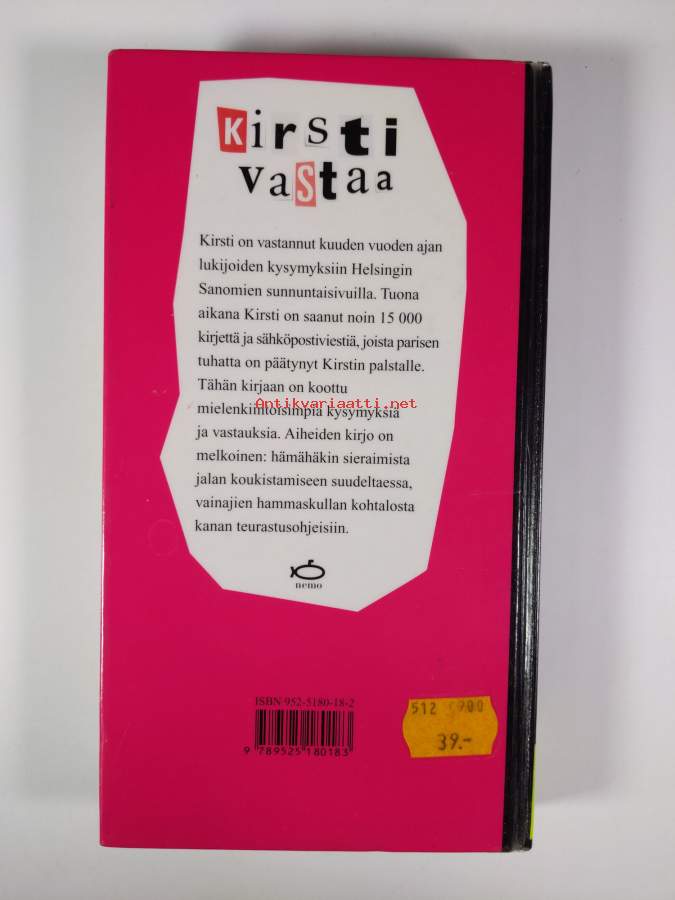 Kirsti
vaStaa
Kirsti on vastannut kuuden vuoden ajan
lukijoiden kysymyksiin Helsingin
Sanomien sunnuntaisivuilla. Tuona
aikana Kirsti on saanut noin 15 000
kirjettä ja sähköpostiviestiä, joista parisen
tuhatta on päätynyt Kirstin palstalle.
Tähän kirjaan on koottu
Antikvariaatti.net
mielenkiintoisimpia kysymyksiä
ja vastauksia. Aiheiden kirjo on
melkoinen: hämähäkin sieraimista
jalan koukistamiseen suudeltaessa,
vainajien hammaskullan kohtalosta
kanan teurastusohjeisiin.
nemo
ISBN 952-5180-18-2
9 789525 180183
512 900
39.-